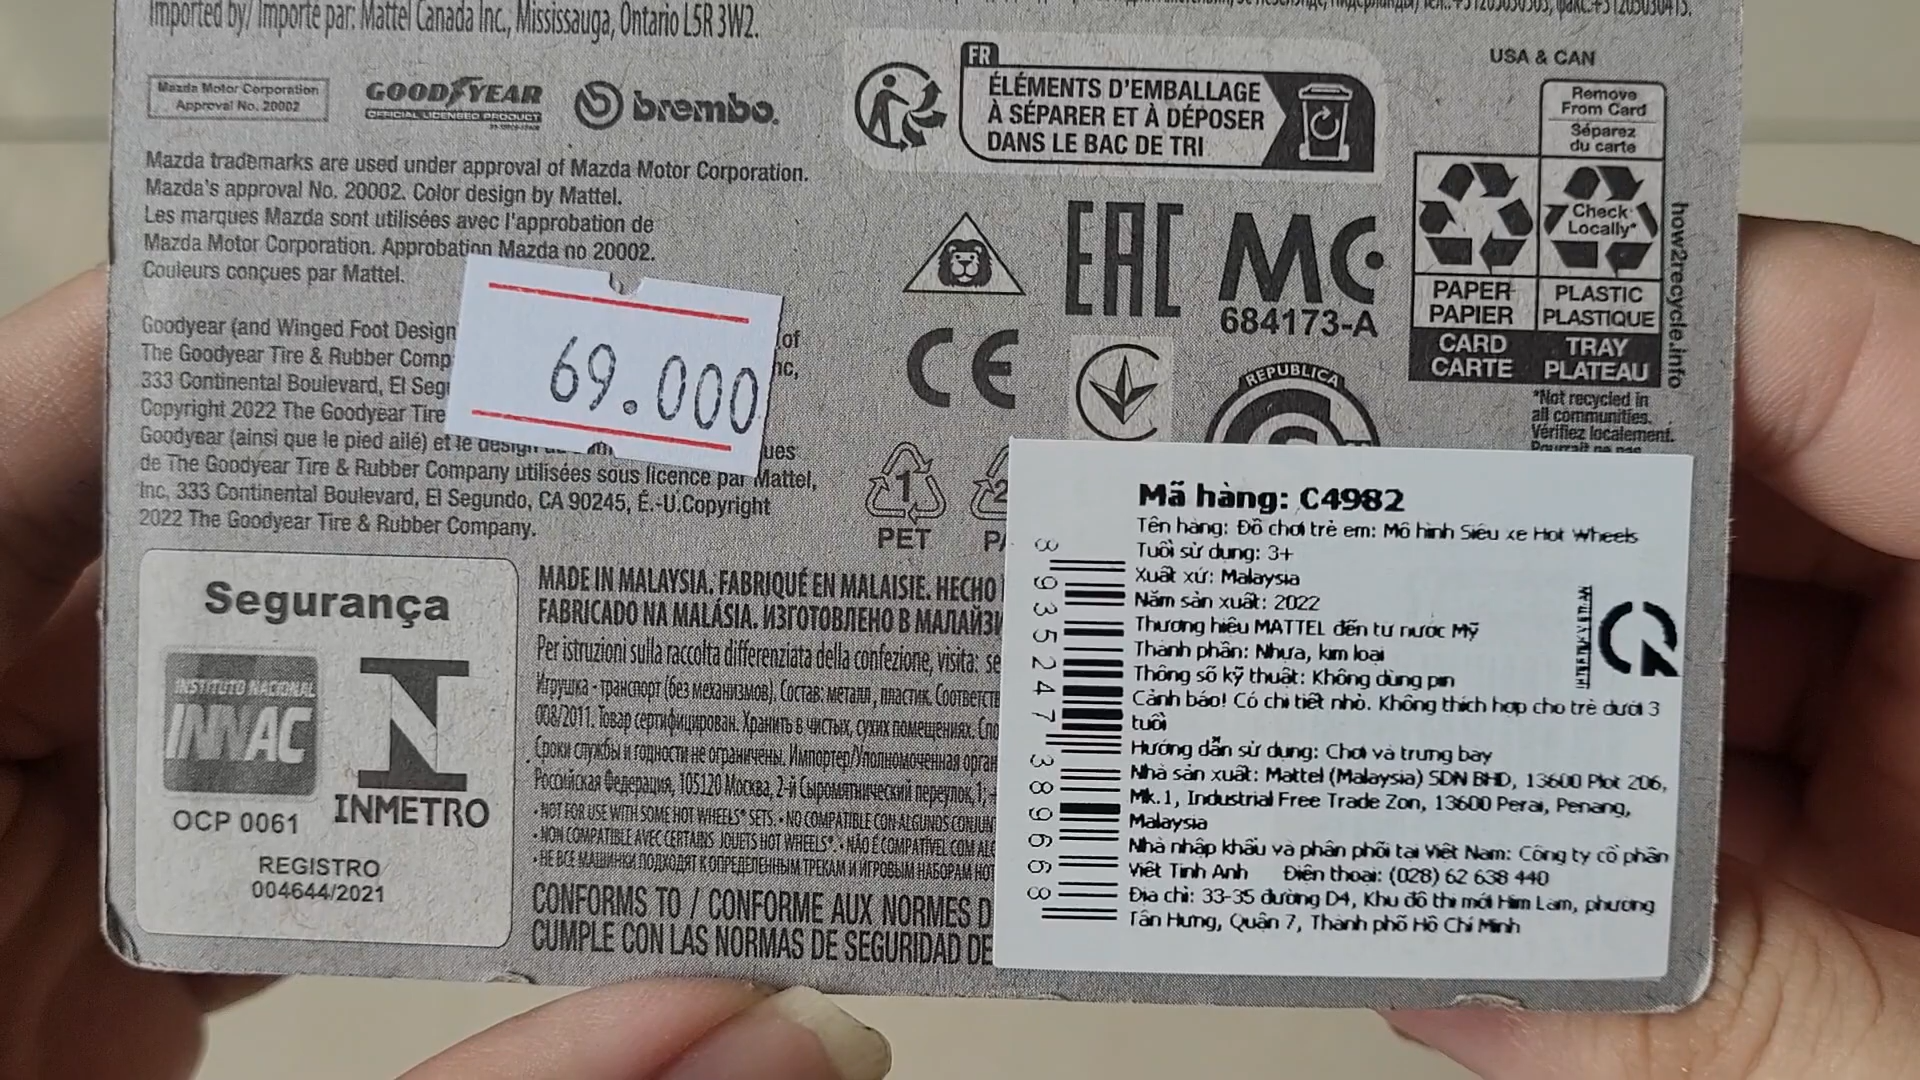 Imported by/ Importé par: Mattel Canada Inc., Mississauga, Ontario L5R 3W2.
Mazda Motor Corporation
Approval No. 20002
GOODYEAR
OFFICIAL LICENSED PRODUCT
brembo
Mazda trademarks are used under approval of Mazda Motor Corporation.
Mazda's approval No. 20002. Color design by Mattel.
Les marques Mazda sont utilisées avec l'approbation de
Mazda Motor Corporation. Approbation Mazda no 20002.
Couleurs conçues par Mattel.
Goodyear (and Winged Foot Design
of
The Goodyear Tire & Rubber Comp
333 Continental Boulevard, El Segu
Copyright 2022 The Goodyear Tire
Goodyear (ainsi que le pied ailé) et le design
ues
de The Goodyear Tire & Rubber Company utilisées sous licence par Mattel,
Inc, 333 Continental Boulevard, El Segundo, CA 90245, É.-U.Copyright
2022 The Goodyear Tire & Rubber Company.
69.000
FR
ÉLÉMENTS D'EMBALLAGE
À SÉPARER ET À DÉPOSER
DANS LE BAC DE TRI
USA & CAN
Remove
From Card
Séparez
du carte
Check
Locally*
PAPER
PAPIER
PLASTIC
PLASTIQUE
CARD
CARTE
TRAY
PLATEAU
how2recycle.info
*Not recycled in
all communities.
Vérifiez localement.
Pourrait ne pas
EAC
MC
684173-A
CE
REPUBLICA
1
PET
2
Segurança
INSTITUTO NACIONAL
INNAC
OCP 0061
INMETRO
REGISTRO
004644/2021
MADE IN MALAYSIA. FABRIQUÉ EN MALAISIE. HECHO
FABRICADO NA MALÁSIA. ИЗГОТОВЛЕНО В МАЛАЙЗИ
Per istruzioni sulla raccolta differenziata della confezione, visita: se
Игрушка - транспорт (без механизмов). Состав: металл, пластик. Соответств
008/2011. Товар сертифицирован. Хранить в чистых, сухих помещениях. Спо
Сроки службы и годности не ограничены. Импортер/Уполномоченная орган
Российская Федерация, 105120 Москва, 2-й Сыромятнический переулок, 1;
• NOT FOR USE WITH SOME HOT WHEELS® SETS. • NO COMPATIBLE CON ALGUNOS CONJUN
• NON COMPATIBLE AVEC CERTAINS JOUETS HOT WHEELS®. • NÃO É COMPATÍVEL COM ALG
• НЕ ВСЕ МАШИНКИ ПОДХОДЯТ К ОПРЕДЕЛЕННЫМ ТРЕКАМ И ИГРОВЫМ НАБОРАМ HOT
CONFORMS TO / CONFORME AUX NORMES D
CUMPLE CON LAS NORMAS DE SEGURIDAD DE
Mã hàng: C4982
Tên hàng: Đồ chơi trẻ em: Mô hình Siêu xe Hot Wheels
Tuổi sử dụng: 3+
Xuất xứ: Malaysia
Năm sản xuất: 2022
Thương hiệu MATTEL đến từ nước Mỹ
Thành phần: Nhựa, kim loại
Thông số kỹ thuật: Không dùng pin
Cảnh báo! Có chi tiết nhỏ. Không thích hợp cho trẻ dưới 3
tuổi
Hướng dẫn sử dụng: Chơi và trưng bày
Nhà sản xuất: Mattel (Malaysia) SDN BHD, 13600 Plot 206,
Mk.1, Industrial Free Trade Zon, 13600 Perai, Penang,
Malaysia
Nhà nhập khẩu và phân phối tại Việt Nam: Công ty cổ phần
Việt Tinh Anh Điện thoại: (028) 62 638 440
Địa chỉ: 33-35 đường D4, Khu đô thị mới Him Lam, phường
Tân Hưng, Quận 7, Thành phố Hồ Chí Minh
8935247389668
CR